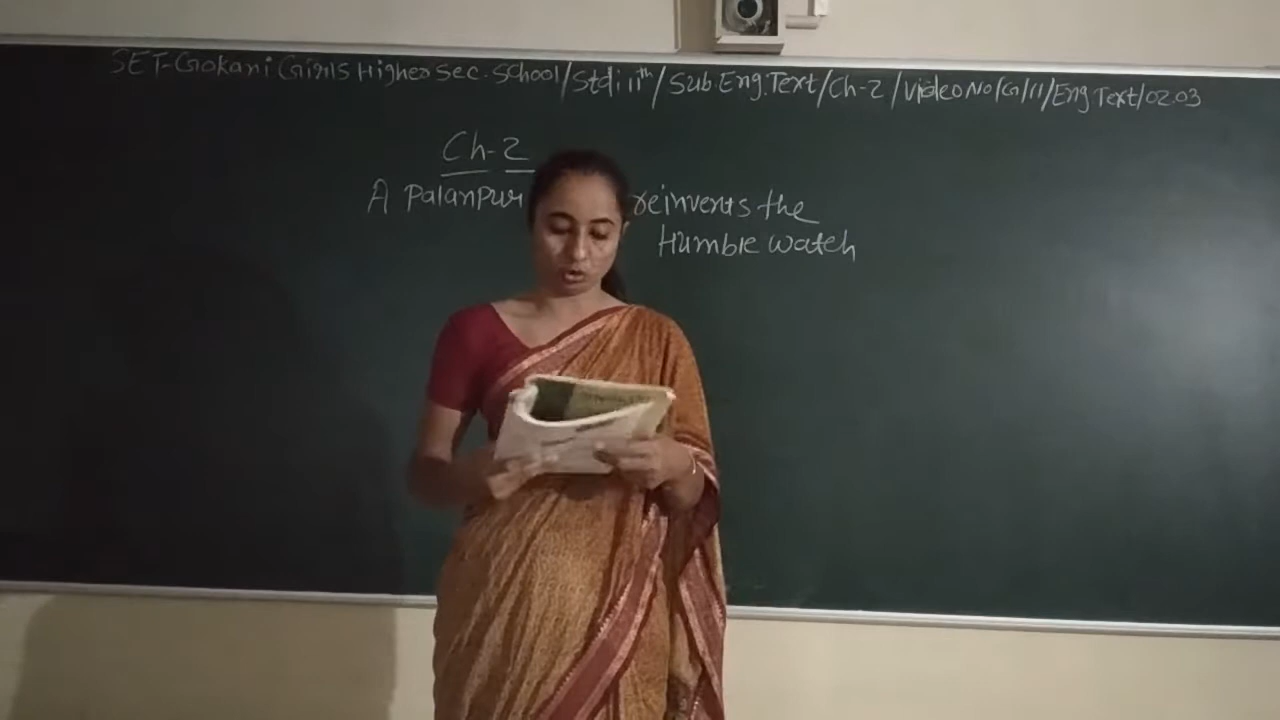 SET-Gokani Girls Higher Sec. School/Std:11th/Sub.Eng.Text/Ch-2/Video No/G/11/Eng Text/02.03
Ch-2
A Palanpur reinvents the
Humble watch